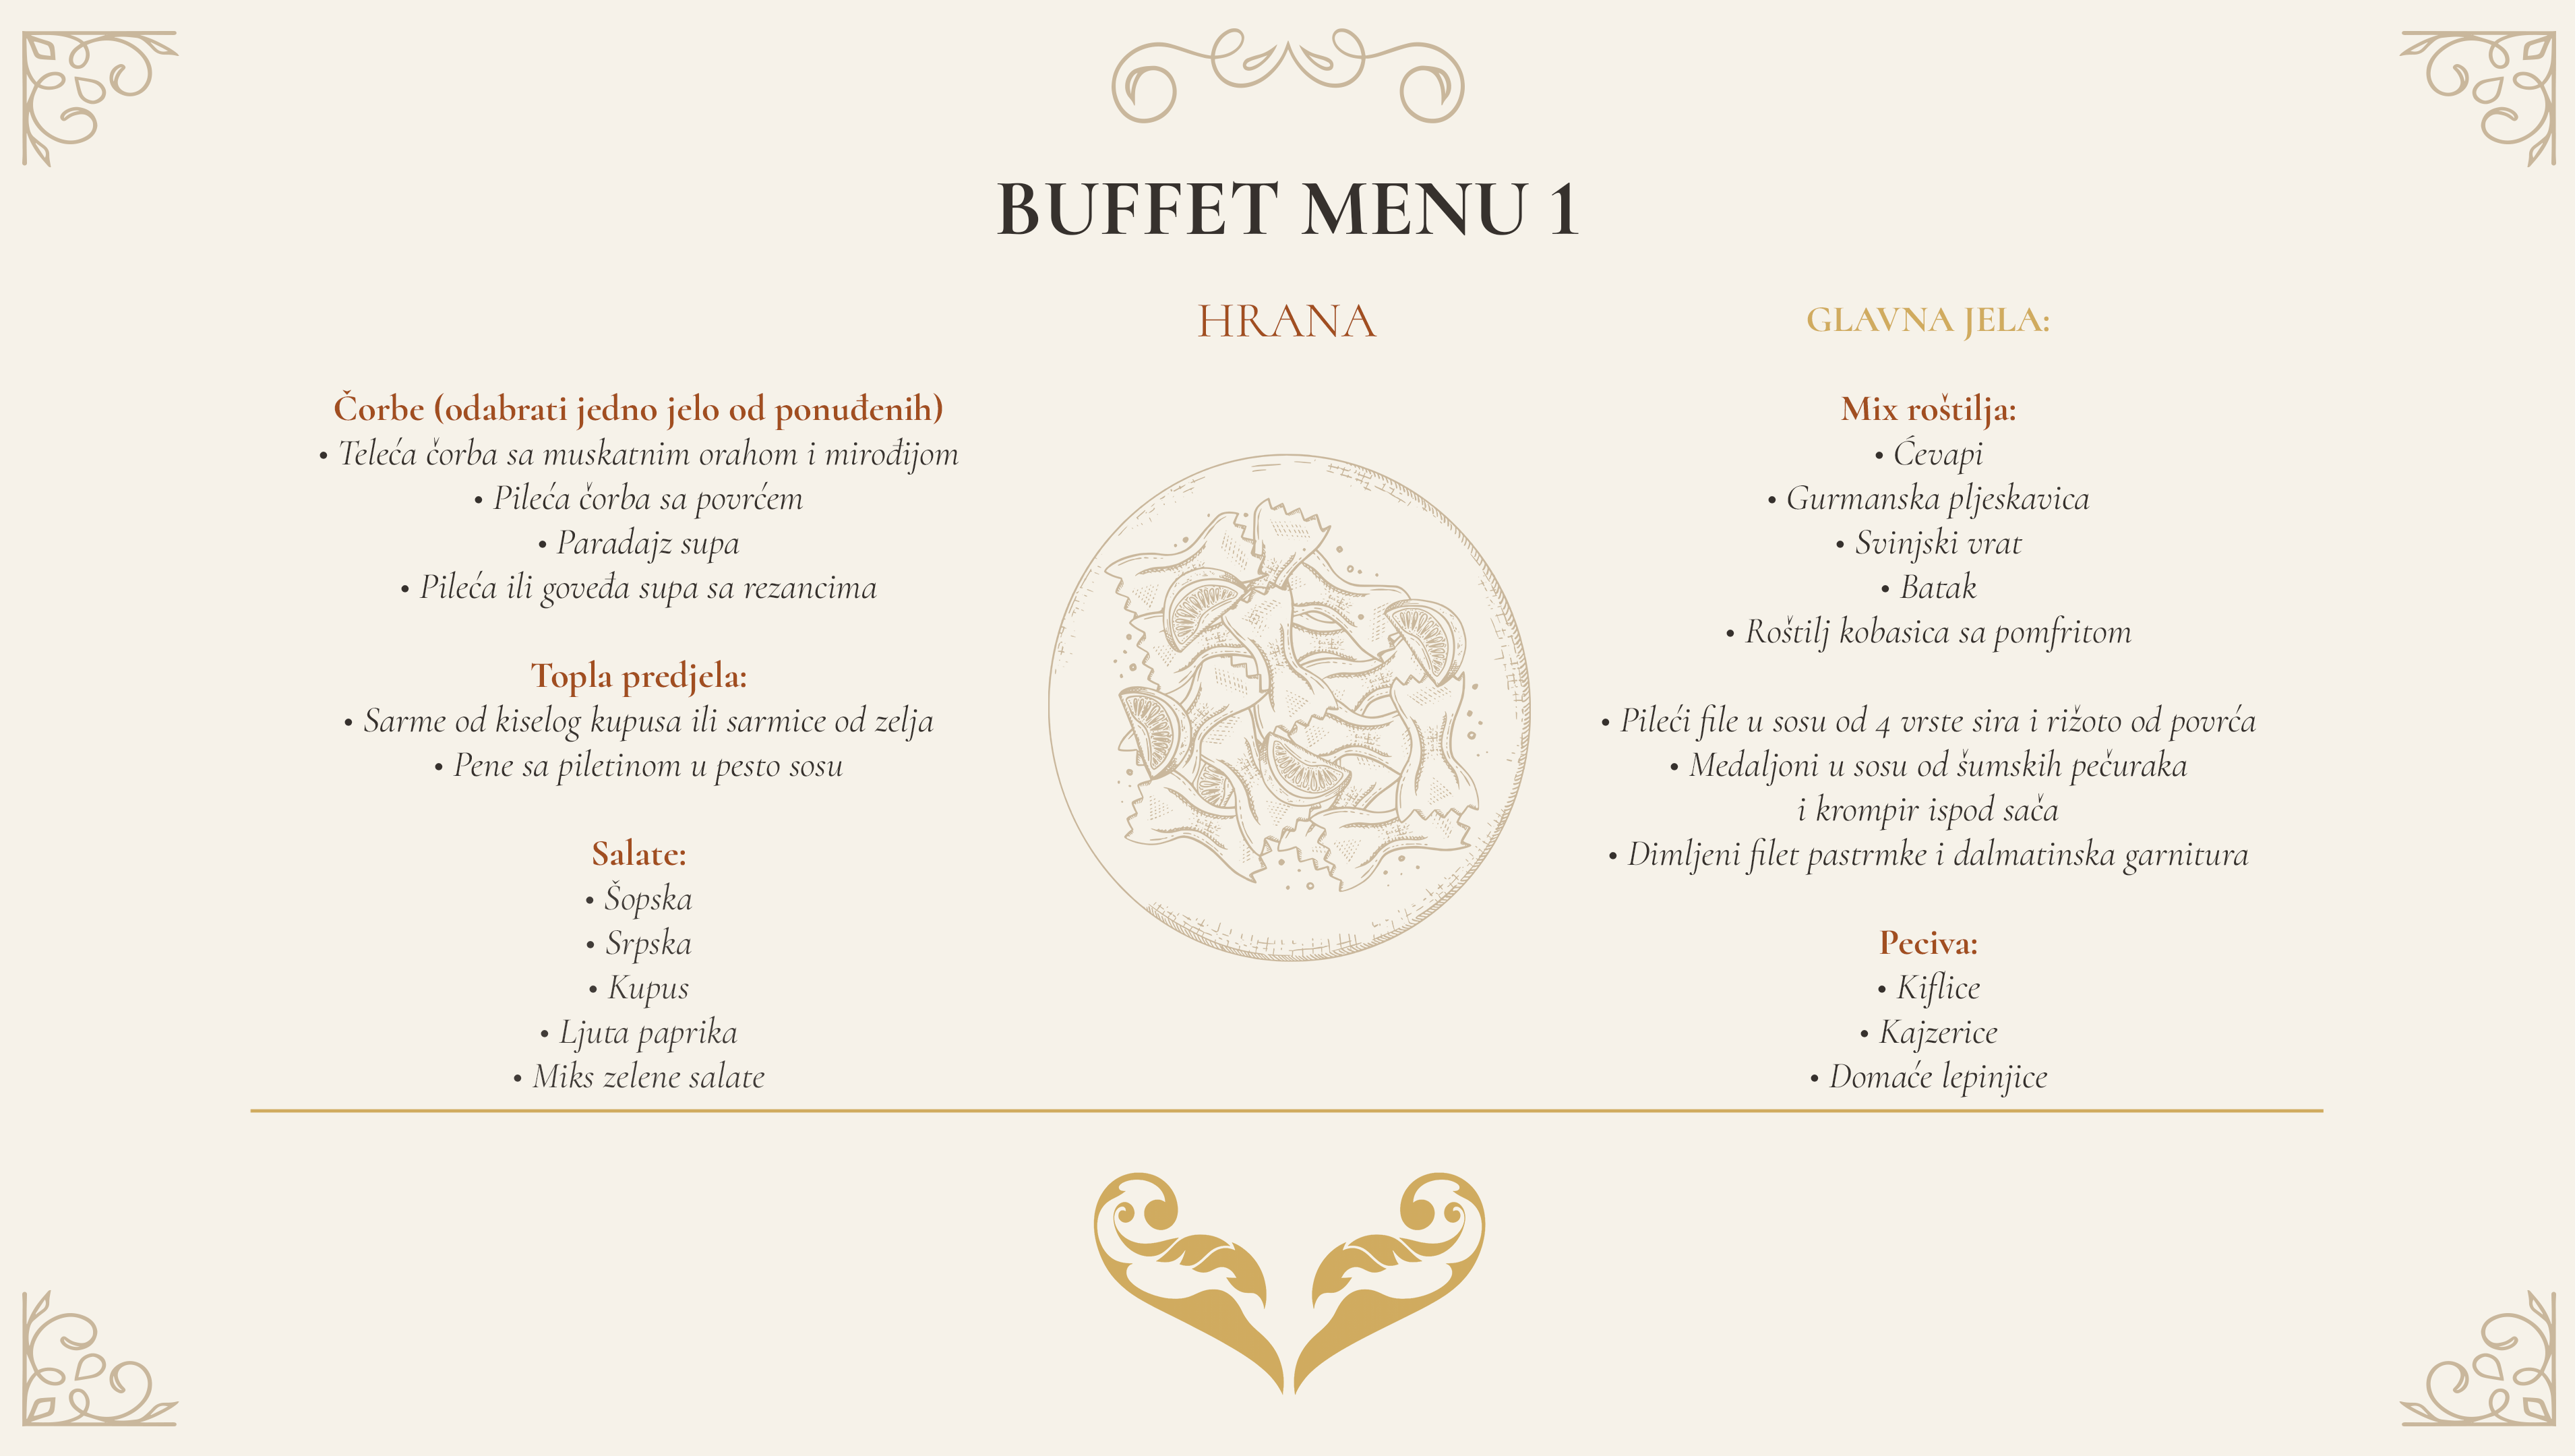 BUFFET MENU 1
HRANA
Čorbe (odabrati jedno jelo od ponuđenih)
• Teleća čorba sa muskatnim orahom i mirođijom
• Pileća čorba sa povrćem
• Paradajz supa
• Pileća ili goveđa supa sa rezancima
Topla predjela:
• Sarme od kiselog kupusa ili sarmice od zelja
• Pene sa piletinom u pesto sosu
Salate:
• Šopska
• Srpska
• Kupus
• Ljuta paprika
• Miks zelene salate
GLAVNA JELA:
Mix roštilja:
• Ćevapi
• Gurmanska pljeskavica
• Svinjski vrat
• Batak
• Roštilj kobasica sa pomfritom
• Pileći file u sosu od 4 vrste sira i rižoto od povrća
• Medaljoni u sosu od šumskih pečuraka
i krompir ispod sača
• Dimljeni filet pastrmke i dalmatinska garnitura
Peciva:
• Kiflice
• Kajzerice
• Domaće lepinjice